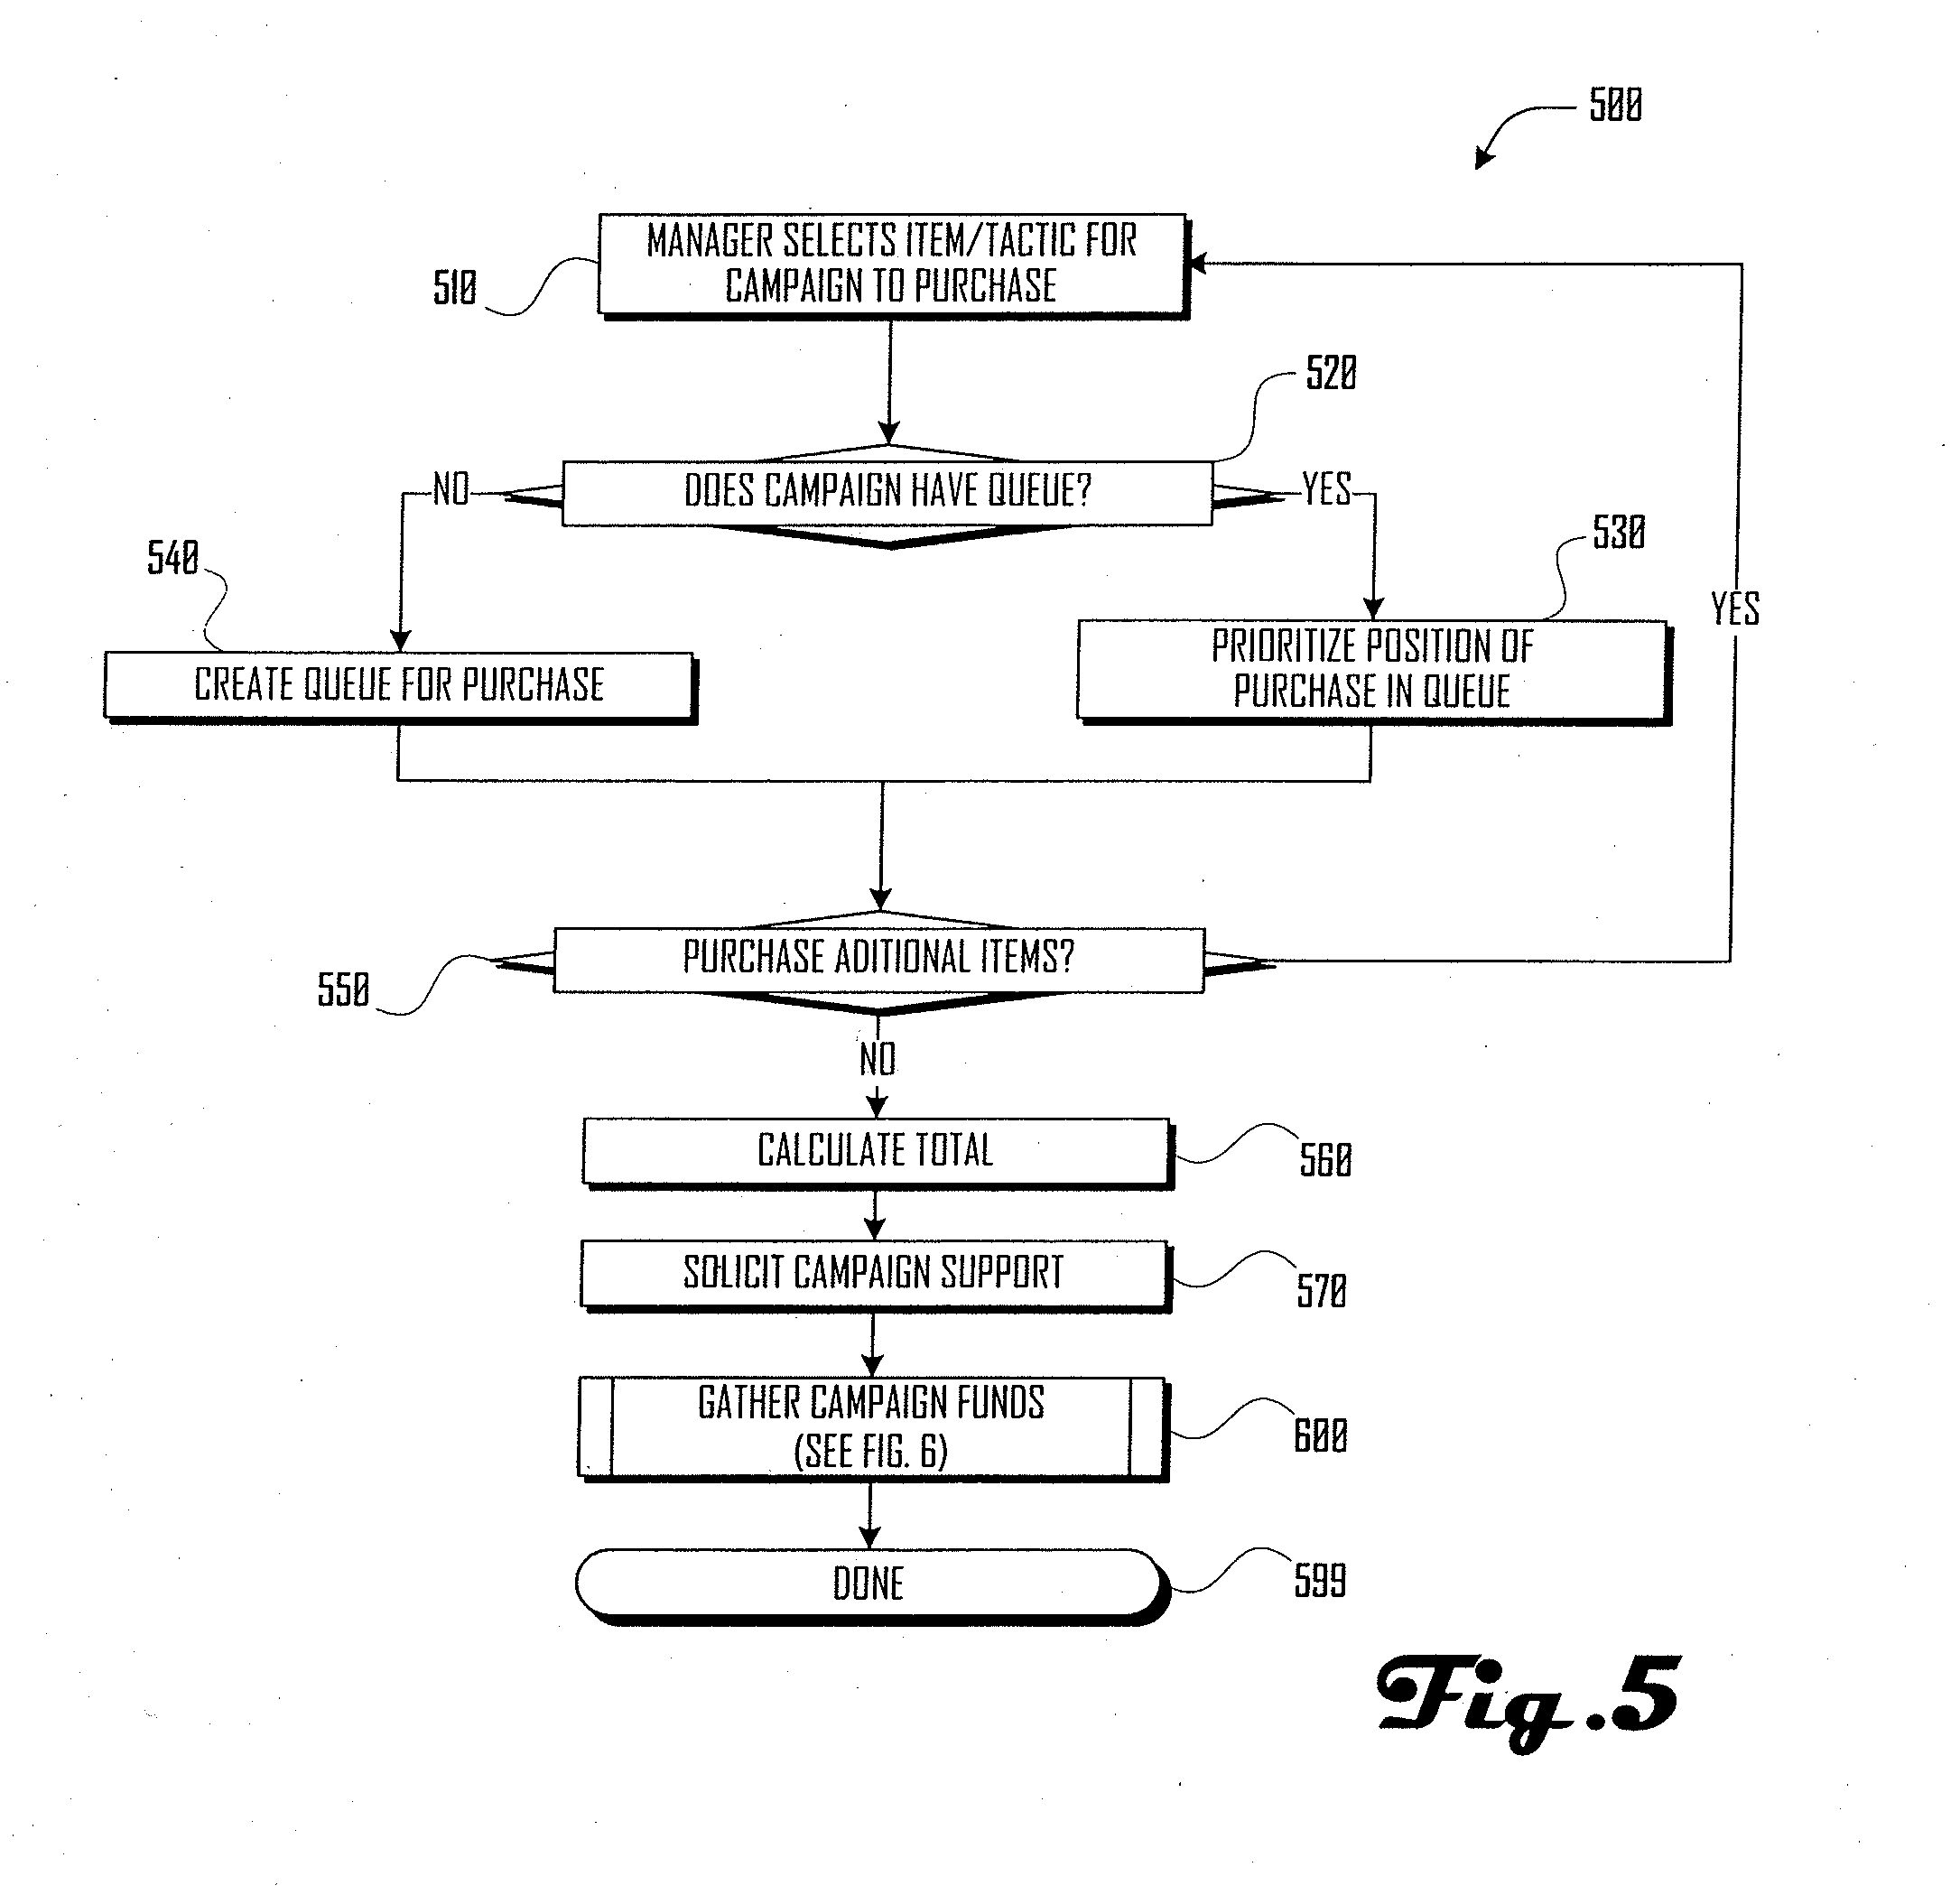 500
MANAGER SELECTS ITEM/TACTIC FOR
CAMPAIGN TO PURCHASE
510
520
NO
DOES CAMPAIGN HAVE QUEUE?
YES
530
540
YES
PRIORITIZE POSITION OF
PURCHASE IN QUEUE
CREATE QUEUE FOR PURCHASE
PURCHASE ADITIONAL ITEMS?
550
NO
CALCULATE TOTAL
560
SOLICIT CAMPAIGN SUPPORT
570
GATHER CAMPAIGN FUNDS
(SEE FIG. 6)
600
DONE
599
Fig.5